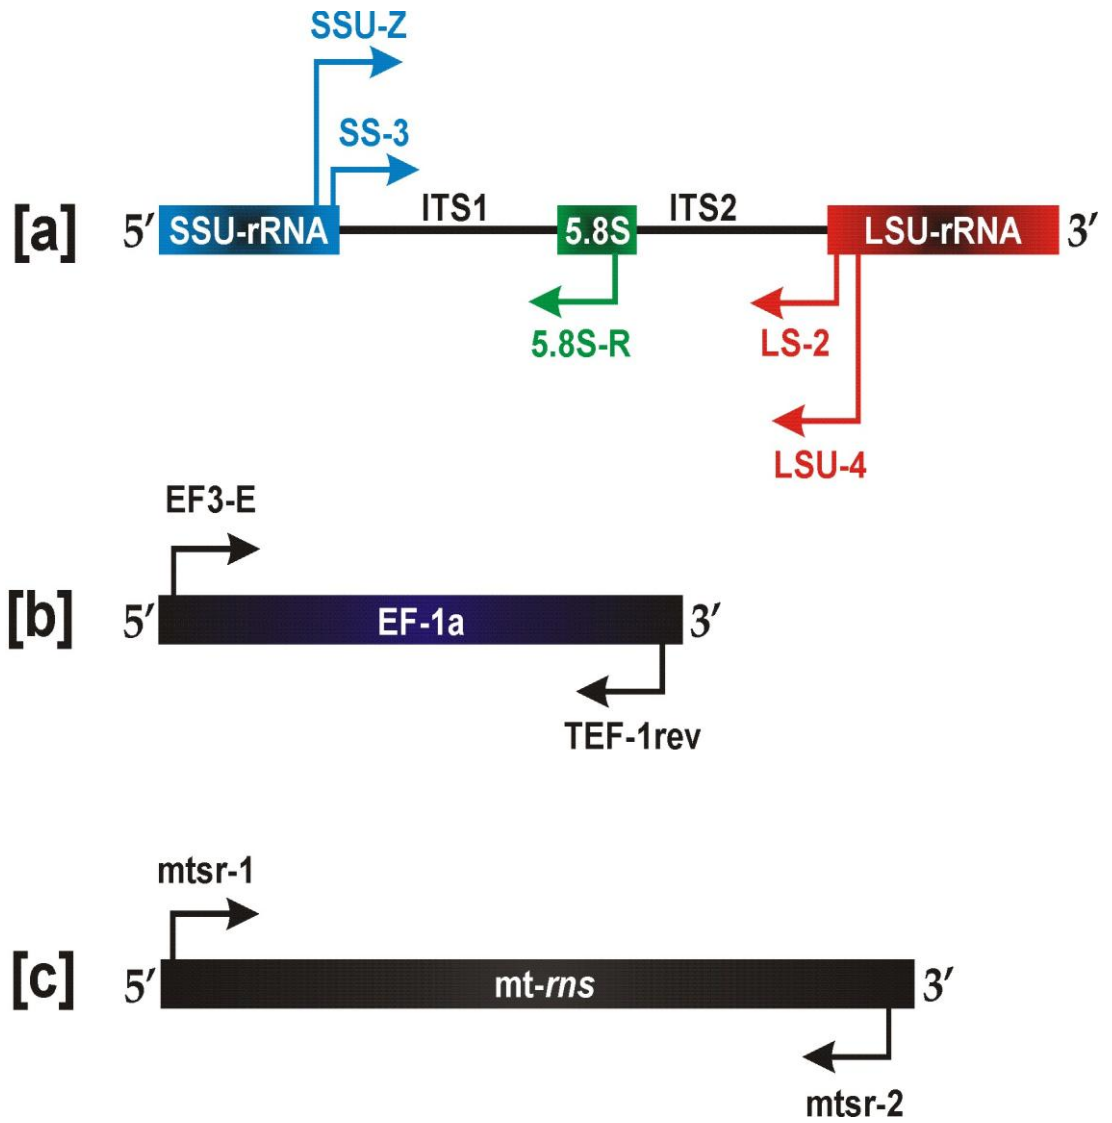 SSU-Z
SS-3
[a] 5′ SSU-rRNA ITS1 5.8S ITS2 LSU-rRNA 3′
5.8S-R LS-2
LSU-4
EF3-E
[b] 5′ EF-1a 3′
TEF-1rev
mtsr-1
[c] 5′ mt-rns 3′
mtsr-2